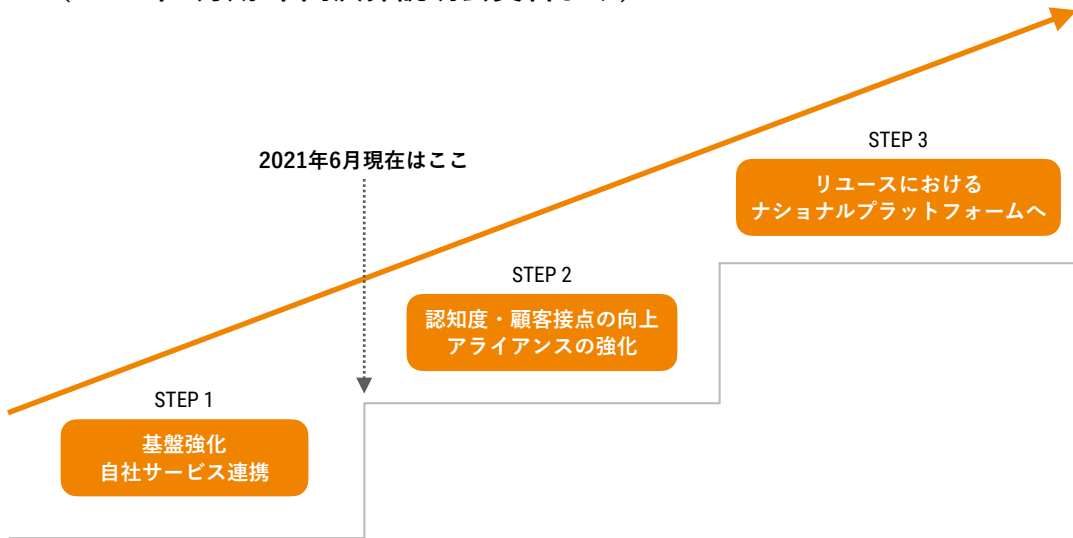 2021年6月現在はここ
STEP 3
リユースにおける
ナショナルプラットフォームへ
STEP 2
認知度・顧客接点の向上
アライアンスの強化
STEP 1
基盤強化
自社サービス連携